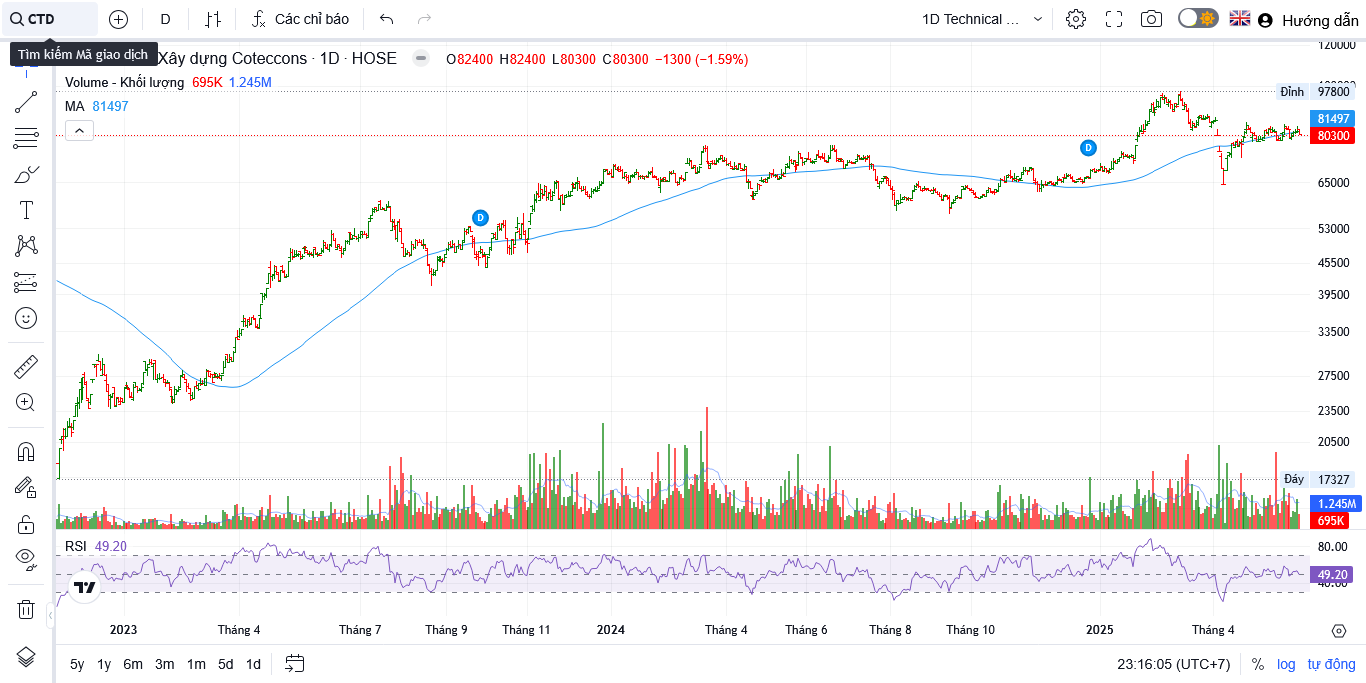 CTD
D
Các chỉ báo
1D Technical ...
Hướng dẫn
Tìm kiếm Mã giao dịch
Xây dựng Coteccons · 1D · HOSE
O82400 H82400 L80300 C80300 −1300 (−1.59%)
Volume - Khối lượng 695K 1.245M
MA 81497
120000
Đỉnh 97800
81497
80300
65000
53000
45500
39500
33500
27500
23500
20500
Đáy 17327
1.245M
695K
D
D
RSI 49.20
80.00
49.20
40.00
2023 Tháng 4 Tháng 7 Tháng 9 Tháng 11 2024 Tháng 4 Tháng 6 Tháng 8 Tháng 10 2025 Tháng 4
5y 1y 6m 3m 1m 5d 1d
23:16:05 (UTC+7) % log tự động